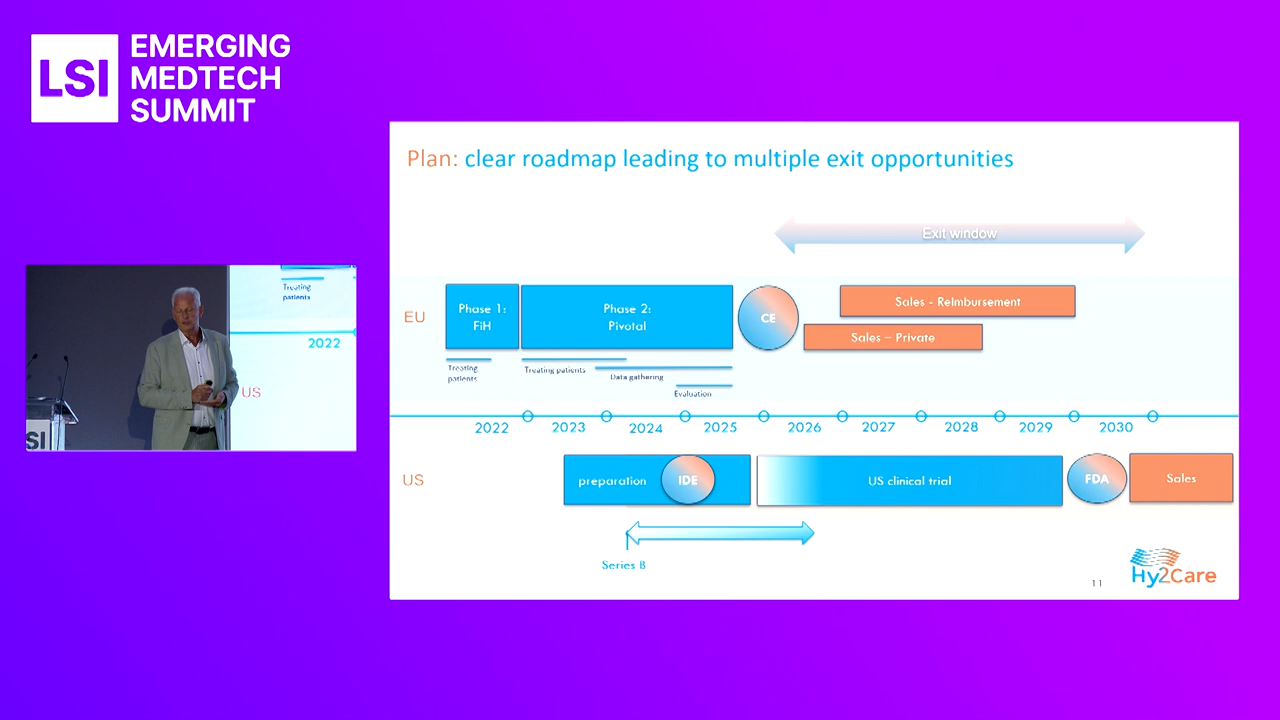 LSI
EMERGING
MEDTECH
SUMMIT
Plan: clear roadmap leading to multiple exit opportunities
Exit window
EU
Phase 1:
FiH
Phase 2:
Pivotal
CE
Sales - Reimbursement
Sales – Private
Treating
patients
Treating patients
Data gathering
Evaluation
2022
2023
2024
2025
2026
2027
2028
2029
2030
US
preparation
IDE
US clinical trial
FDA
Sales
Series B
11
Hy2Care
Treating
patients
2022
US
SI